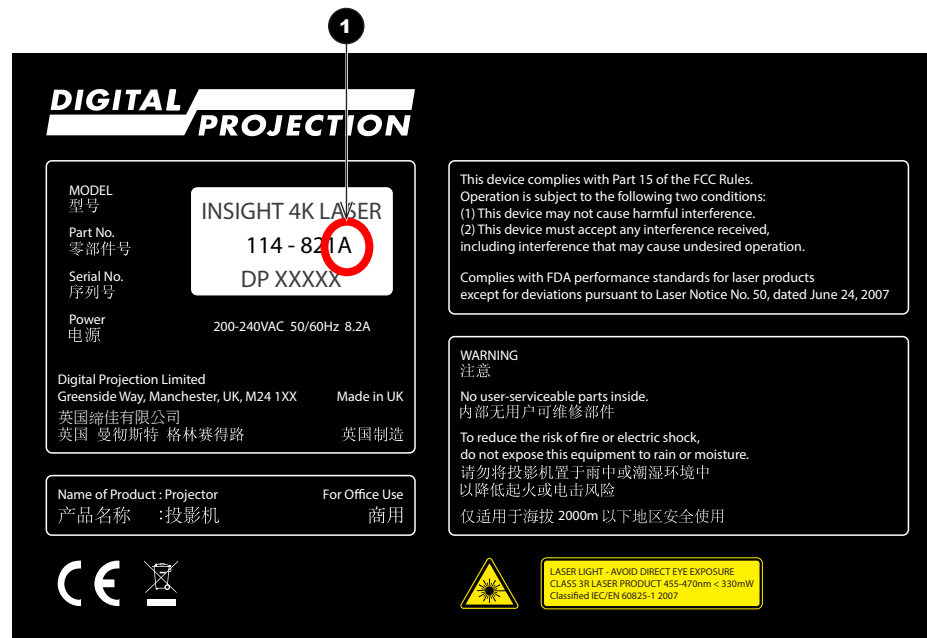 1
DIGITAL
PROJECTION
MODEL
型号
INSIGHT 4K LASER
Part No.
零部件号
114 - 821A
Serial No.
序列号
DP XXXXX
Power
电源
200-240VAC 50/60Hz 8.2A
Digital Projection Limited
Greenside Way, Manchester, UK, M24 1XX Made in UK
英国缔佳有限公司
英国 曼彻斯特 格林赛得路 英国制造
Name of Product : Projector For Office Use
产品名称 :投影机 商用
This device complies with Part 15 of the FCC Rules.
Operation is subject to the following two conditions:
(1) This device may not cause harmful interference.
(2) This device must accept any interference received,
including interference that may cause undesired operation.
Complies with FDA performance standards for laser products
except for deviations pursuant to Laser Notice No. 50, dated June 24, 2007
WARNING
注意
No user-serviceable parts inside.
内部无用户可维修部件
To reduce the risk of fire or electric shock,
do not expose this equipment to rain or moisture.
请勿将投影机置于雨中或潮湿环境中
以降低起火或电击风险
仅适用于海拔 2000m 以下地区安全使用
CE
LASER LIGHT - AVOID DIRECT EYE EXPOSURE
CLASS 3R LASER PRODUCT 455-470nm < 330mW
Classified IEC/EN 60825-1 2007